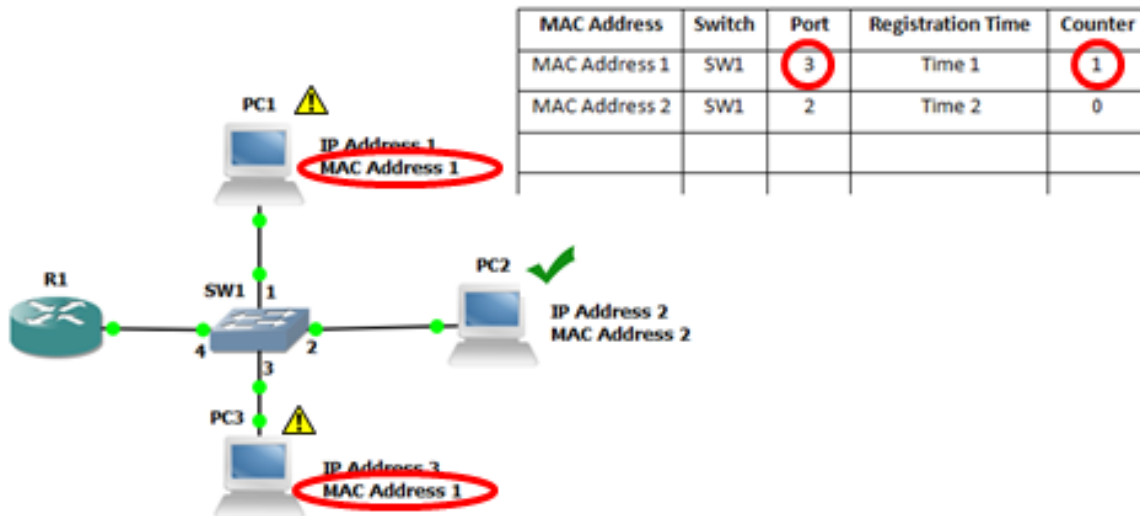 MAC Address Switch Port Registration Time Counter
MAC Address 1 SW1 3 Time 1 1
MAC Address 2 SW1 2 Time 2 0
PC1
IP Address 1
MAC Address 1
R1
SW1
1
PC2
IP Address 2
MAC Address 2
4
2
3
PC3
IP Address 3
MAC Address 1